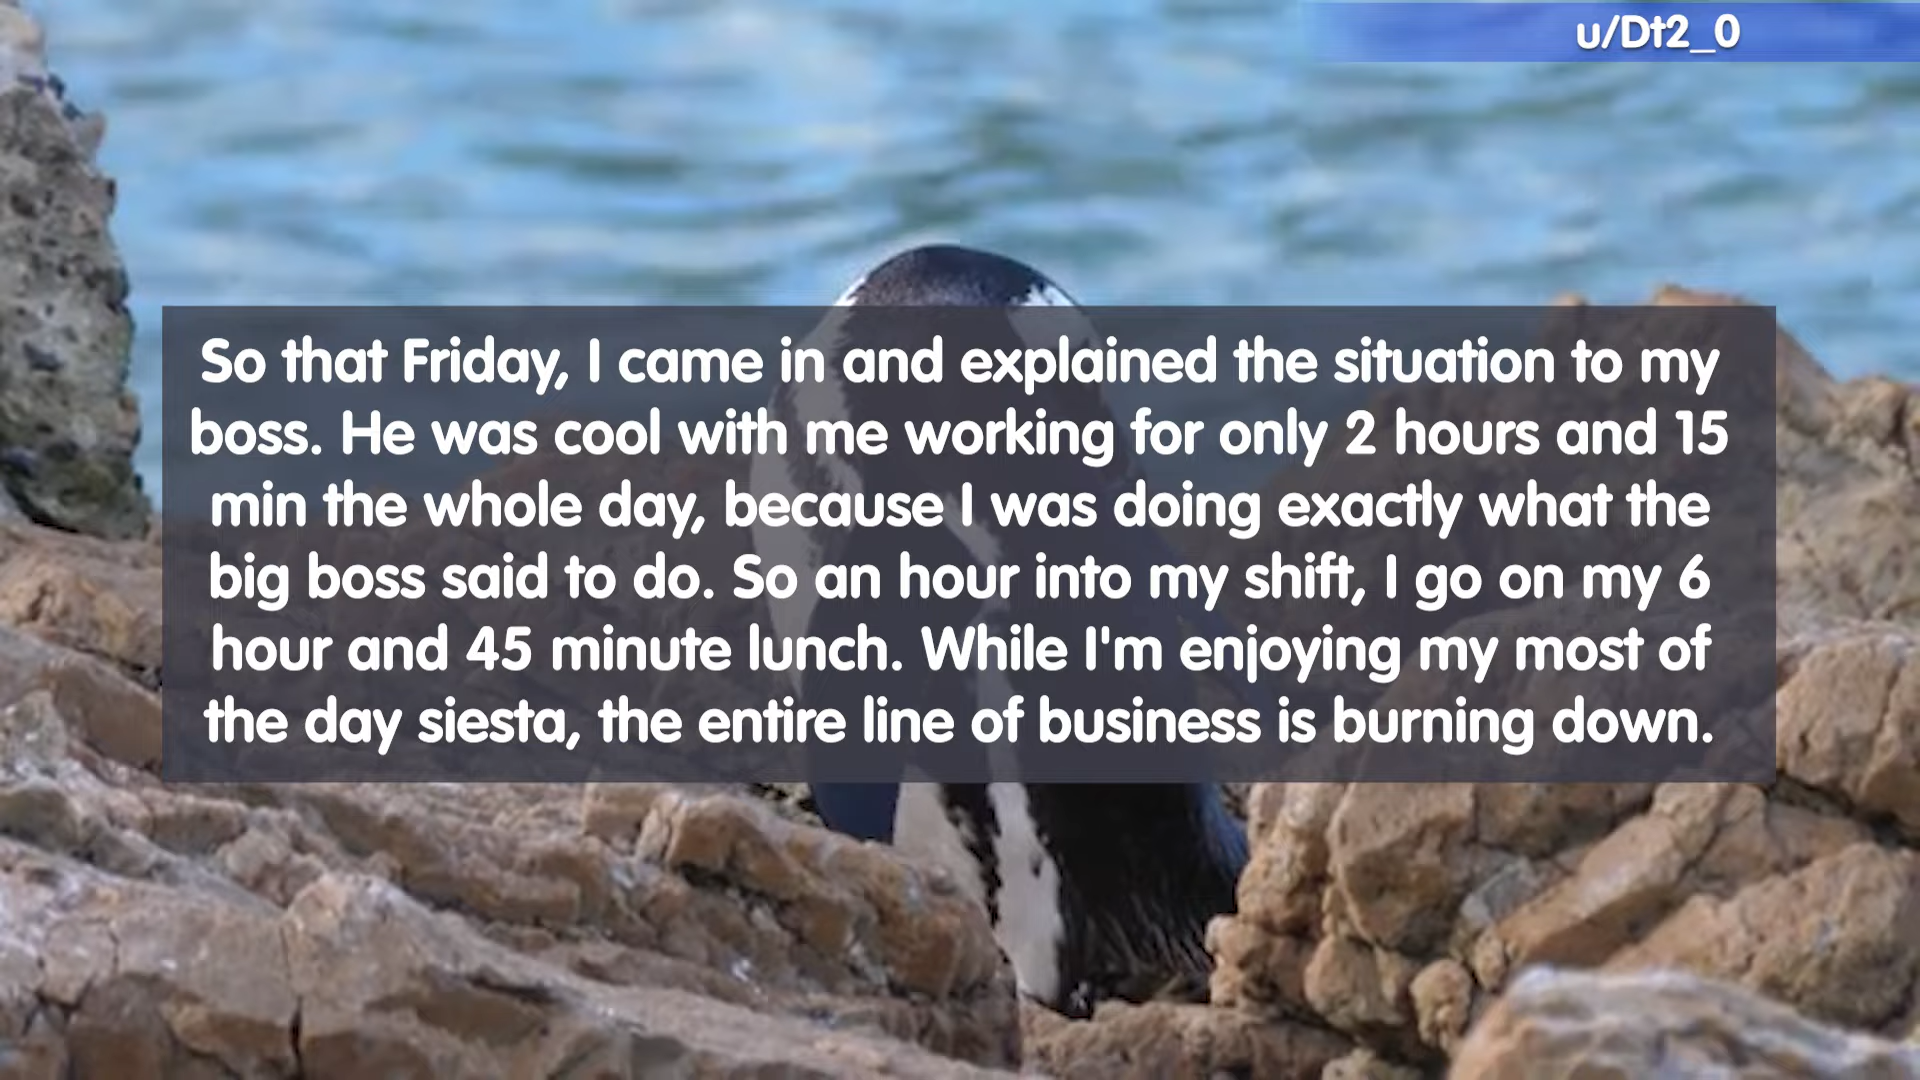 u/Dt2_0
So that Friday, I came in and explained the situation to my
boss. He was cool with me working for only 2 hours and 15
min the whole day, because I was doing exactly what the
big boss said to do. So an hour into my shift, I go on my 6
hour and 45 minute lunch. While I'm enjoying my most of
the day siesta, the entire line of business is burning down.